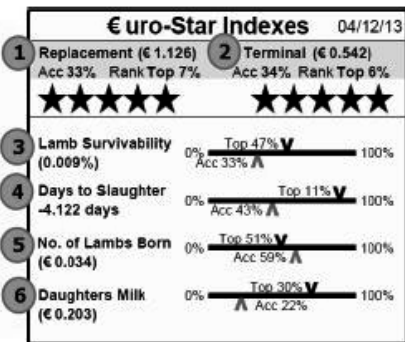 €uro-Star Indexes 04/12/13
1 Replacement (€ 1.126) 2 Terminal (€ 0.542)
Acc 33% Rank Top 7% Acc 34% Rank Top 6%
3 Lamb Survivability
(0.009%)
0% Top 47% 100%
Acc 33%
4 Days to Slaughter
-4.122 days
0% Top 11% 100%
Acc 43%
5 No. of Lambs Born
(€ 0.034)
0% Top 51% 100%
Acc 59%
6 Daughters Milk
(€ 0.203)
0% Top 30% 100%
Acc 22%